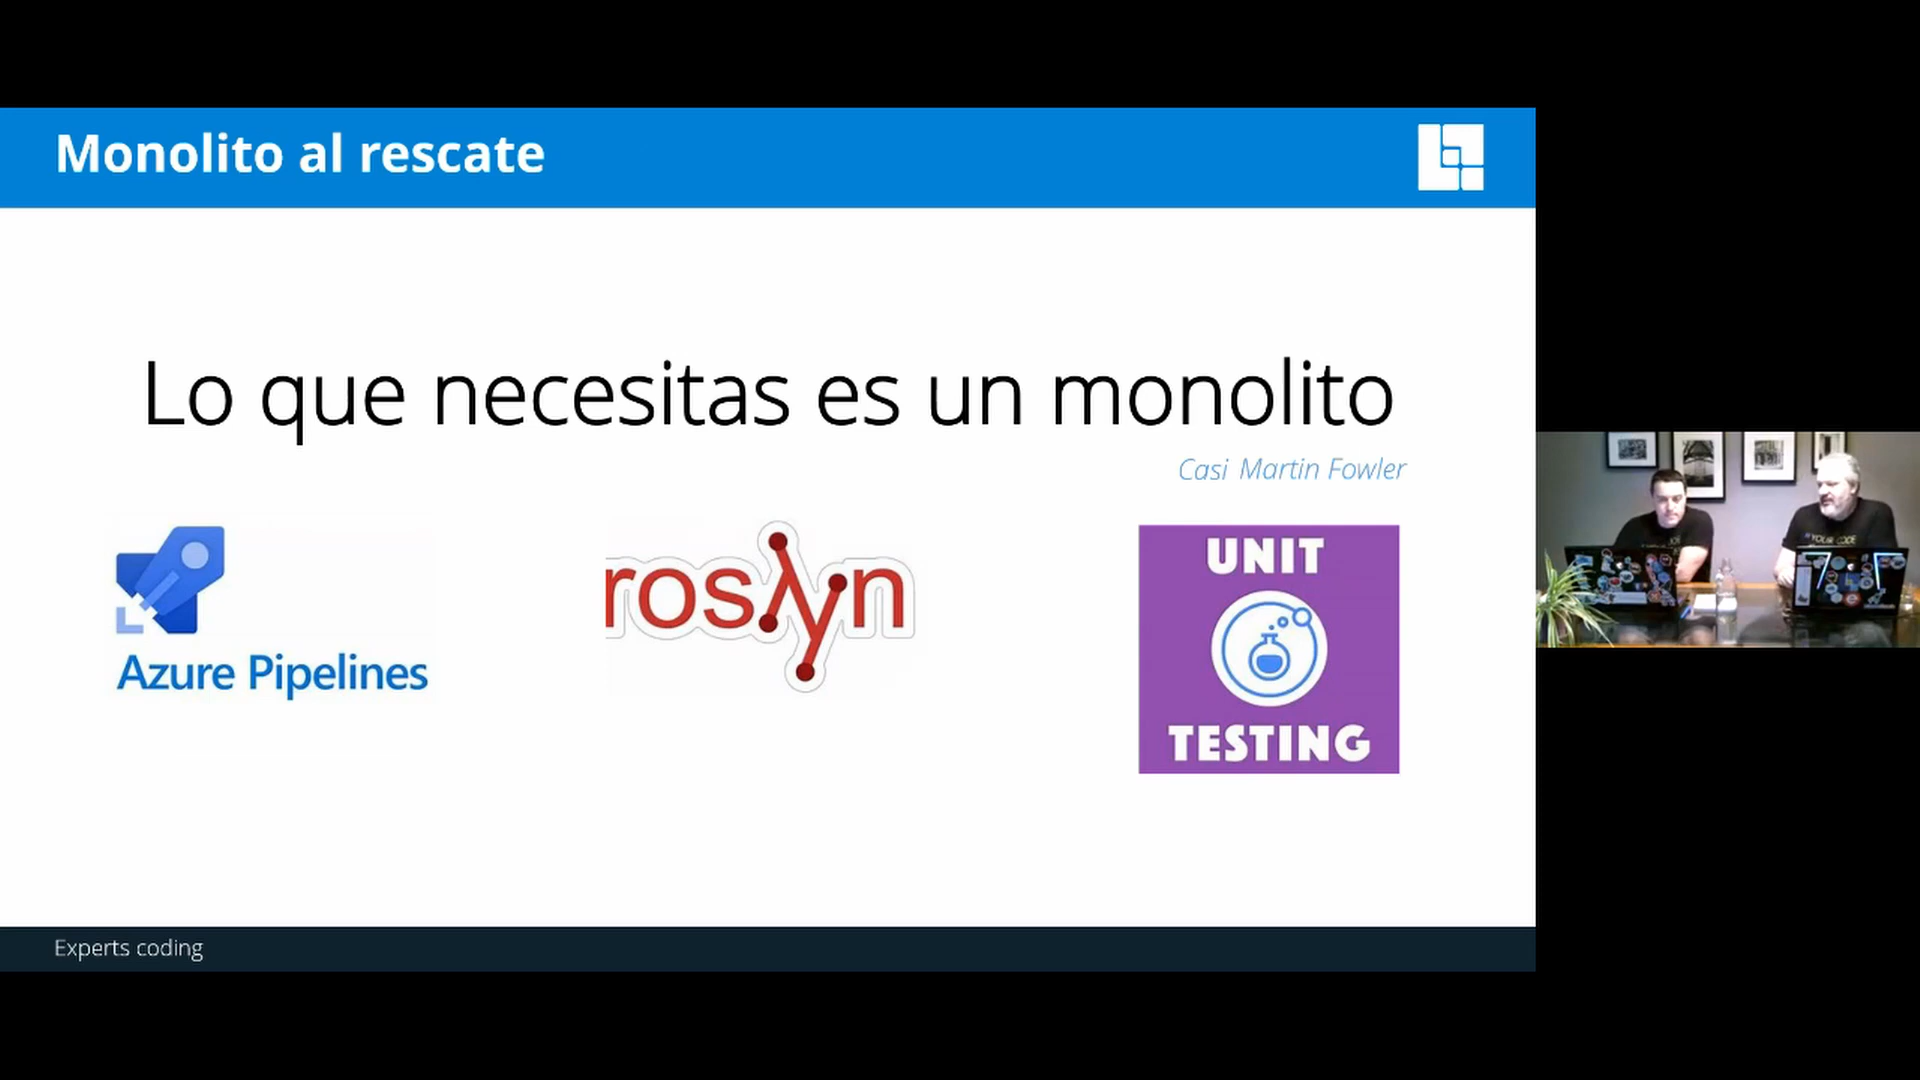 Monolito al rescate
Lo que necesitas es un monolito
Casi Martin Fowler
Azure Pipelines
roslyn
UNIT
TESTING
Experts coding